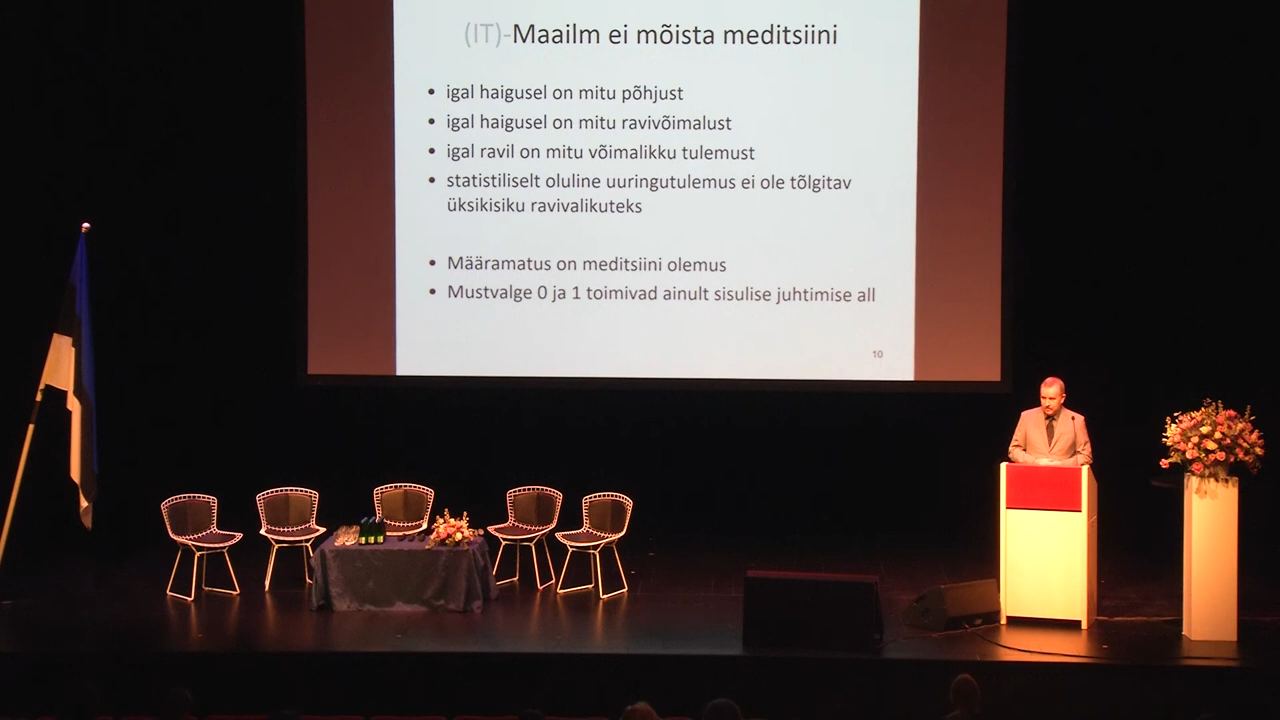 (IT)-Maailm ei mõista meditsiini
• igal haigusel on mitu põhjust
• igal haigusel on mitu ravivõimalust
• igal ravil on mitu võimalikku tulemust
• statistiliselt oluline uuringutulemus ei ole tõlgitav
üksikisiku ravivalikuteks
• Määramatus on meditsiini olemus
• Mustvalge 0 ja 1 toimivad ainult sisulise juhtimise all
10